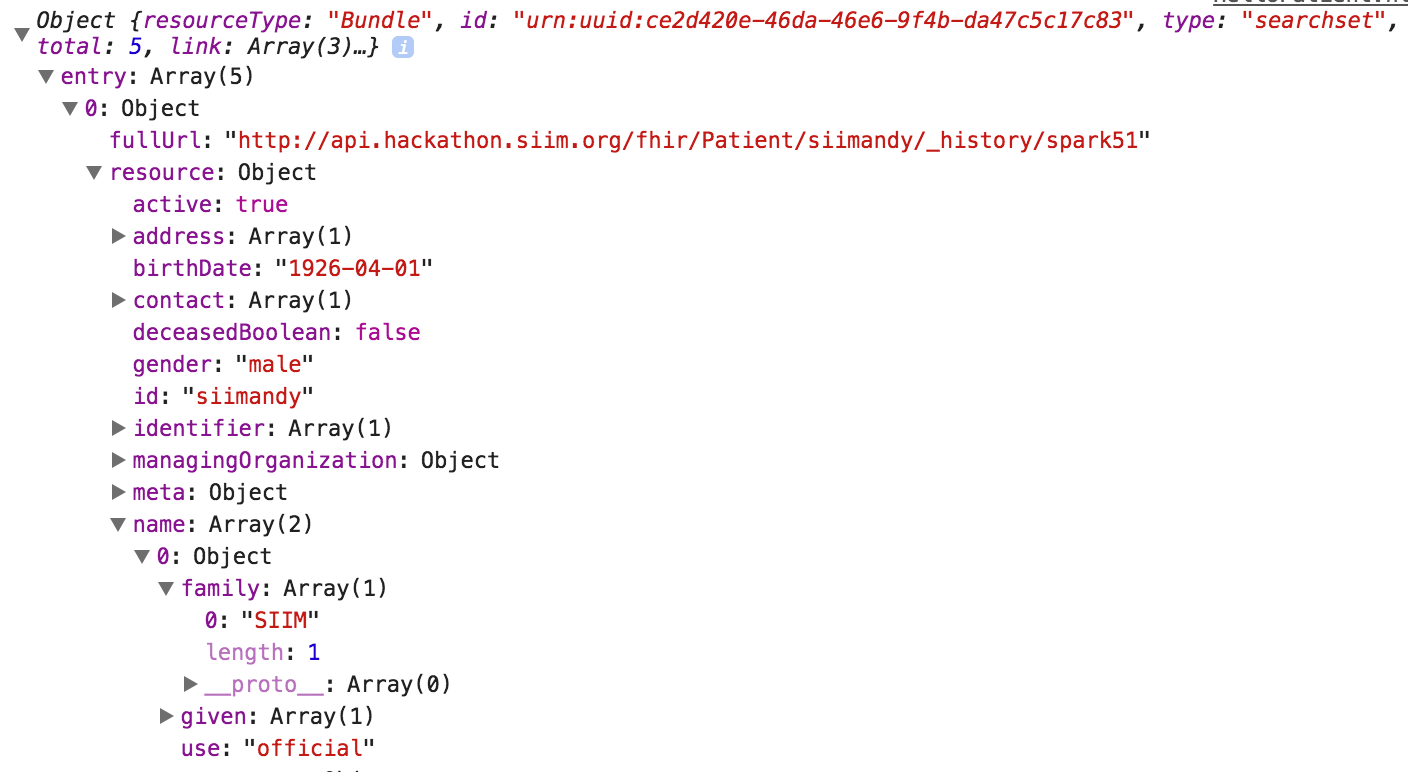 Object {resourceType: "Bundle", id: "urn:uuid:ce2d420e-46da-46e6-9f4b-da47c5c17c83", type: "searchset",
total: 5, link: Array(3)…} i
entry: Array(5)
0: Object
fullUrl: "http://api.hackathon.siim.org/fhir/Patient/siimandy/_history/spark51"
resource: Object
active: true
address: Array(1)
birthDate: "1926-04-01"
contact: Array(1)
deceasedBoolean: false
gender: "male"
id: "siimandy"
identifier: Array(1)
managingOrganization: Object
meta: Object
name: Array(2)
0: Object
family: Array(1)
0: "SIIM"
length: 1
__proto__: Array(0)
given: Array(1)
use: "official"